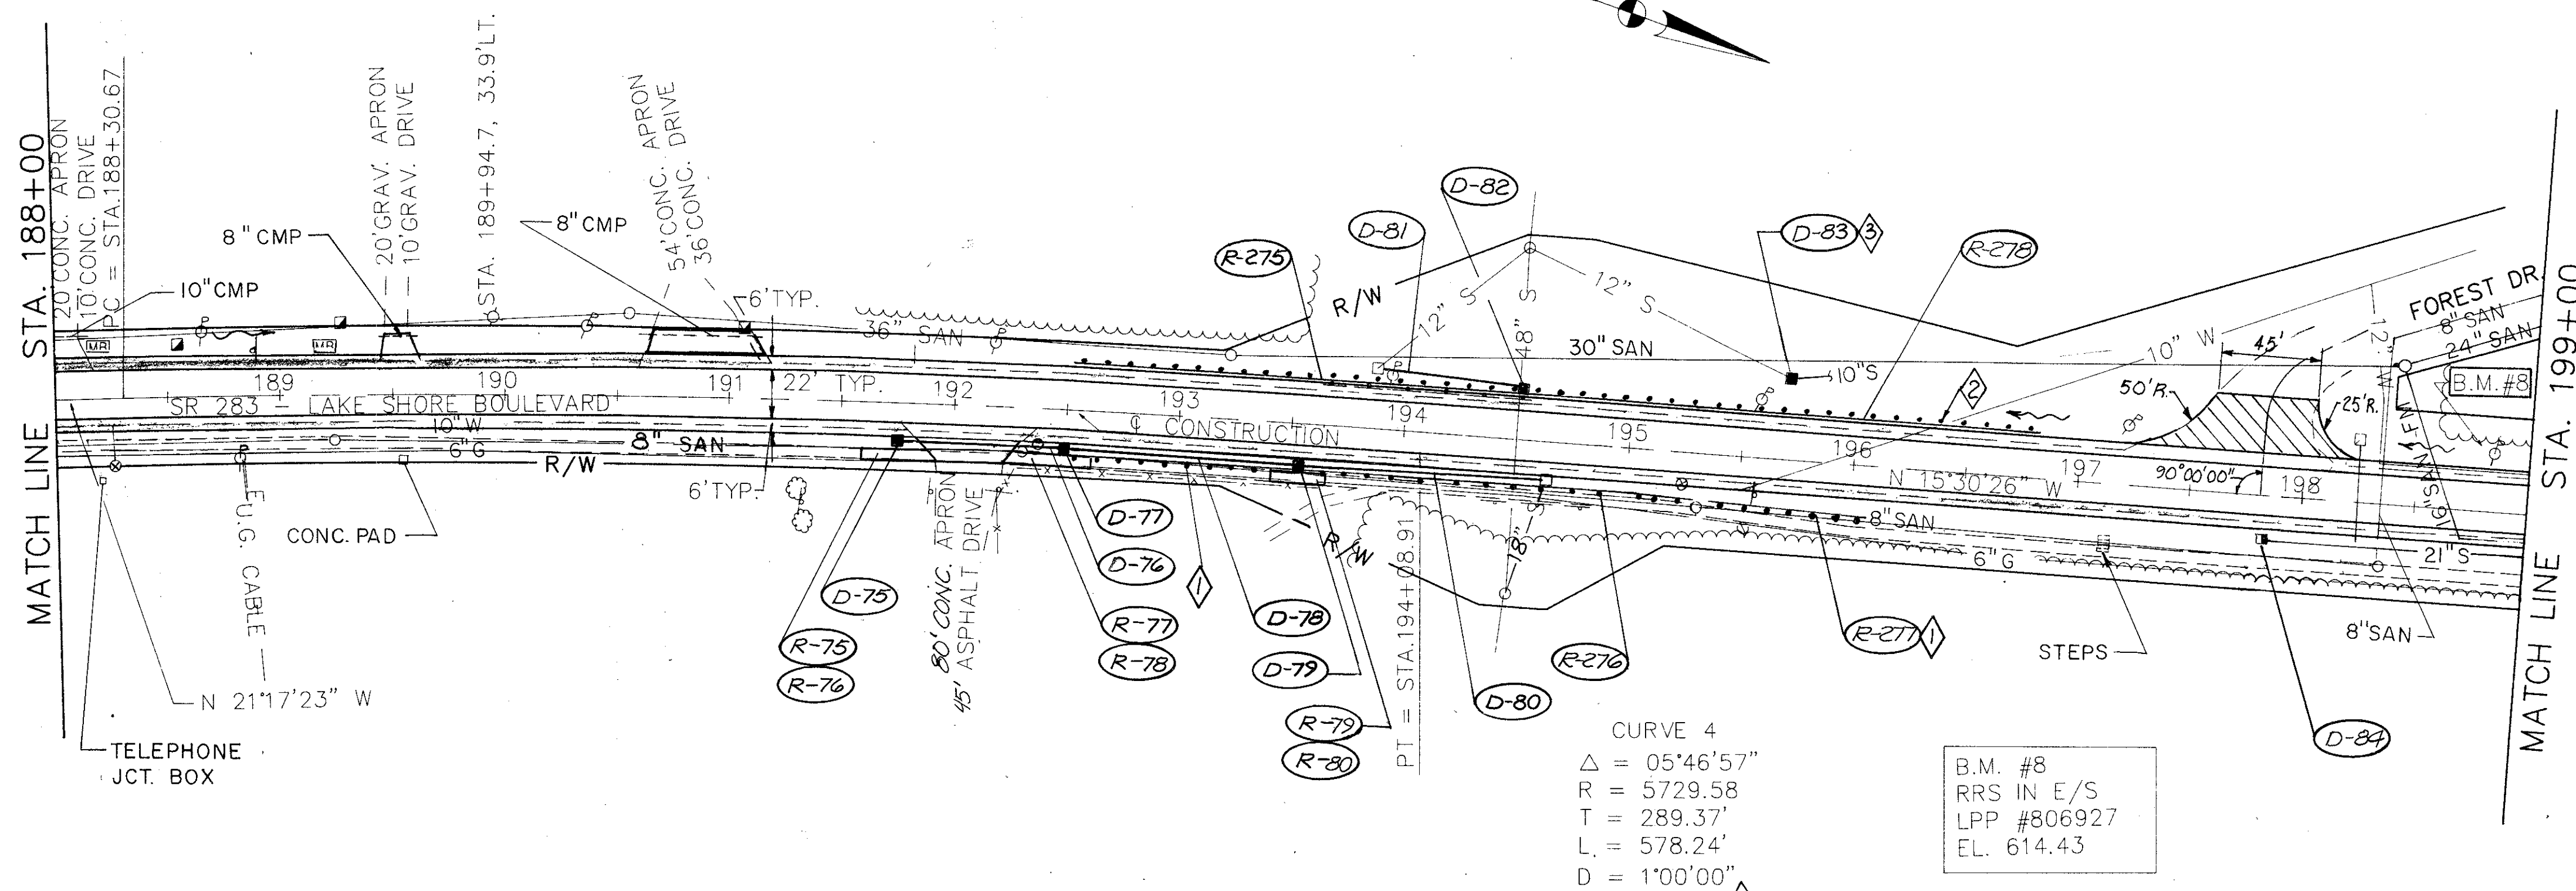 MATCH LINE STA. 188+00
20'CONC. APRON
10'CONC. DRIVE
PC = STA.188+30.67
10"CMP
8" CMP
20'GRAV. APRON
10'GRAV. DRIVE
STA. 189+94.7, 33.9'LT.
8" CMP
54'CONC. APRON
36'CONC. DRIVE
6'TYP.
36" SAN
MB
MB
189
190
191
22' TYP.
192
193
194
195
196
197
198
SR 283 - LAKE SHORE BOULEVARD
10"W
6"G
8" SAN
R/W
6'TYP.
U.G. CABLE
CONC. PAD
N 21°17'23" W
TELEPHONE
JCT. BOX
℄ CONSTRUCTION
80' CONC. APRON
45' ASPHALT DRIVE
D-75
R-75
R-76
D-77
D-76
R-77
R-78
1
D-78
D-79
R-79
R-80
R/W
PT = STA.194+08.91
D-80
18" S
R-276
R-277
1
R-275
D-81
D-82
R/W
12" S
S
12" S
48"
30" SAN
D-83
3
10"S
R-278
2
10" W
N 15°30'26" W
8"SAN
6"G
STEPS
50'R.
45'
25'R.
90°00'00"
FOREST DR.
8"SAN
24"SAN
12" W
B.M.#8
16"SAN
21"S
8"SAN
D-84
MATCH LINE STA. 199+00
CURVE 4
Δ = 05°46'57"
R = 5729.58
T = 289.37'
L = 578.24'
D = 1°00'00"
B.M. #8
RRS IN E/S
LPP #806927
EL. 614.43